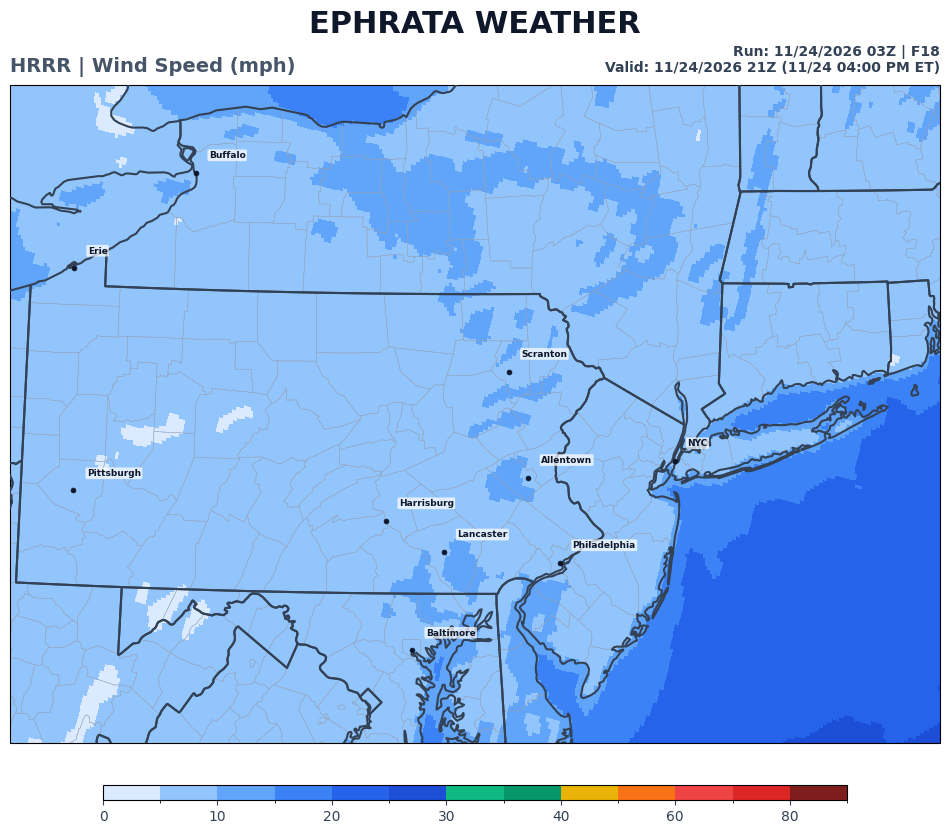 EPHRATA WEATHER
HRRR | Wind Speed (mph)
Run: 11/24/2026 03Z | F18
Valid: 11/24/2026 21Z (11/24 04:00 PM ET)
Buffalo
Erie
Scranton
NYC
Allentown
Pittsburgh
Harrisburg
Lancaster
Philadelphia
Baltimore
0 10 20 30 40 50 60 70 80